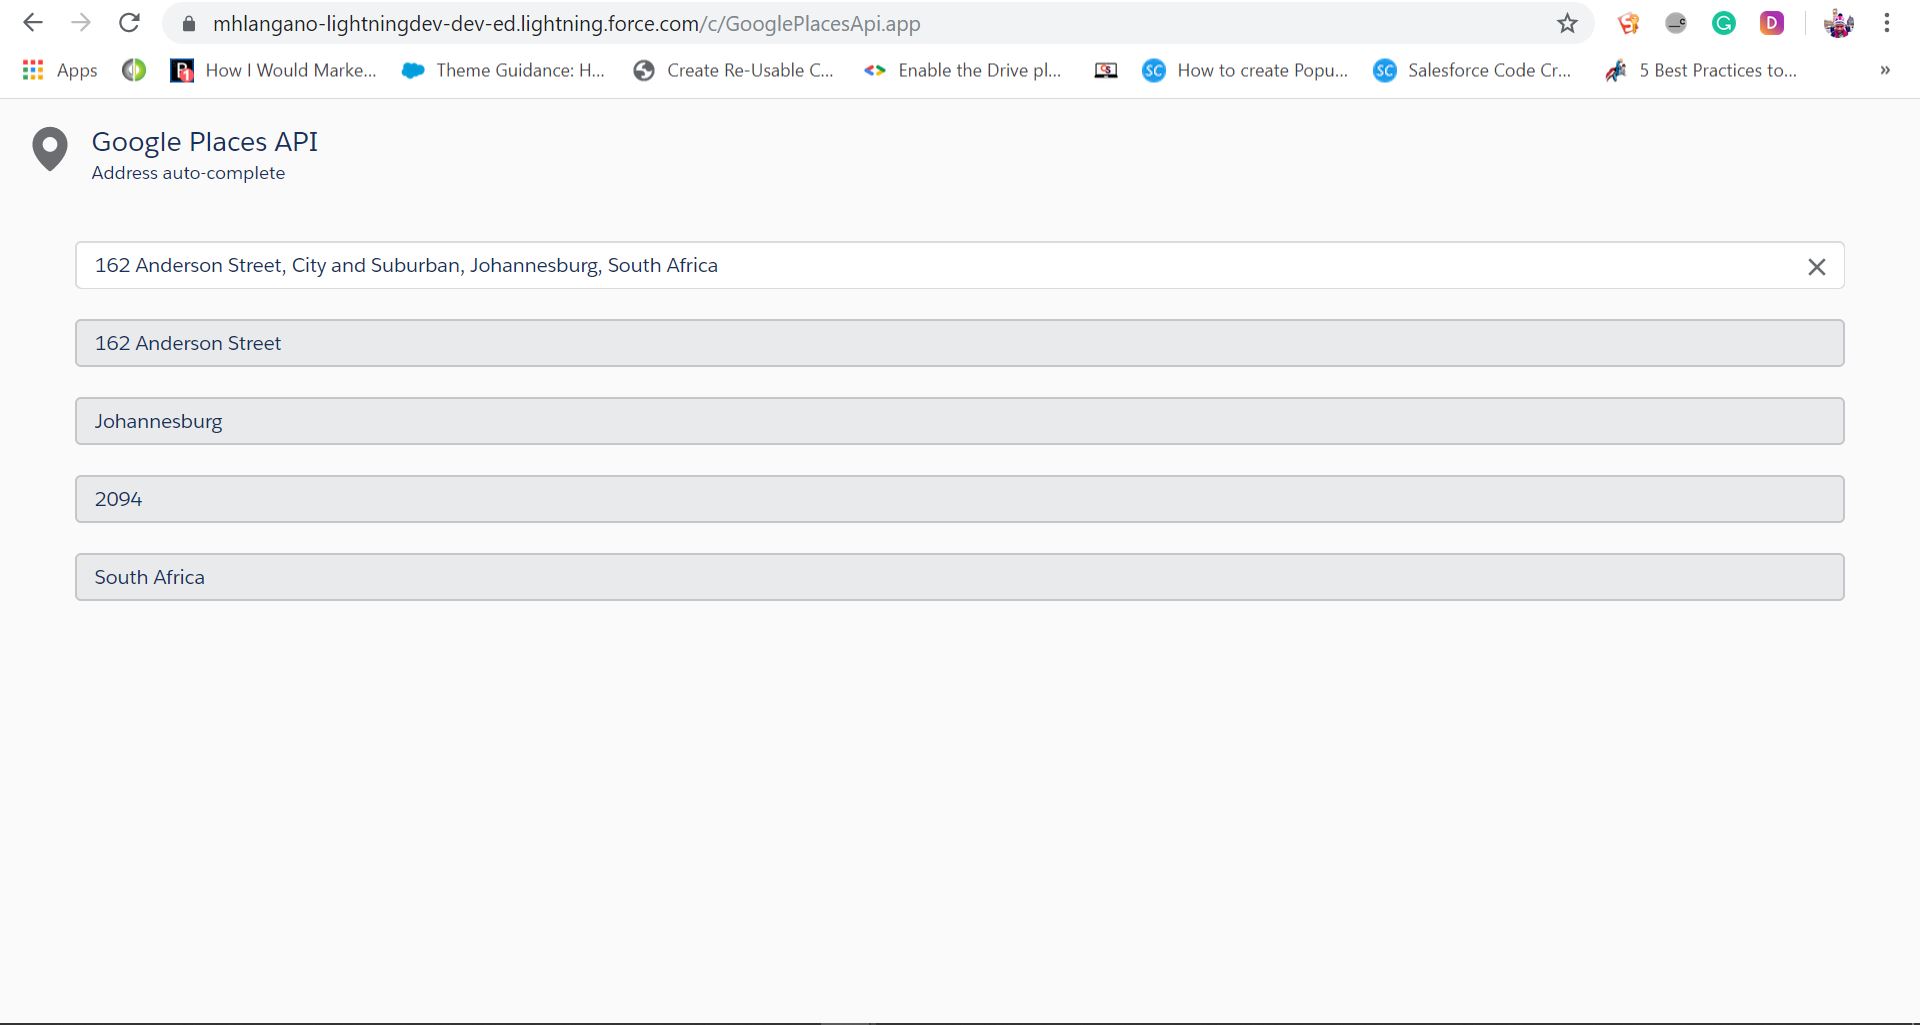 mhlangano-lightningdev-dev-ed.lightning.force.com/c/GooglePlacesApi.app
Apps How I Would Marke... Theme Guidance: H... Create Re-Usable C... Enable the Drive pl... How to create Popu... Salesforce Code Cr... 5 Best Practices to... »
Google Places API
Address auto-complete
162 Anderson Street, City and Suburban, Johannesburg, South Africa
162 Anderson Street
Johannesburg
2094
South Africa